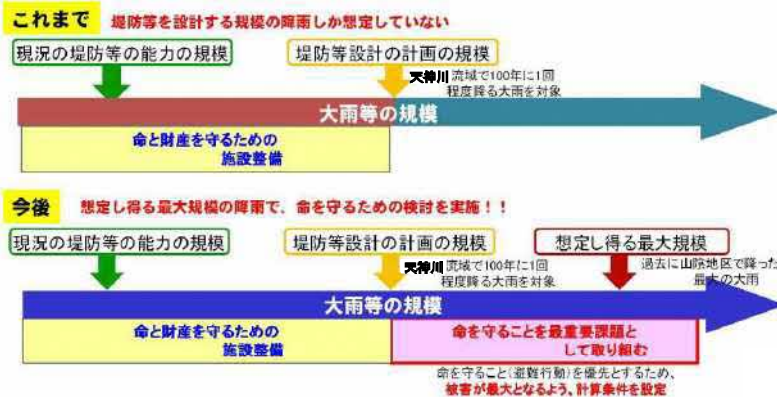 これまで
堤防等を設計する規模の降雨しか想定していない
現況の堤防等の能力の規模
堤防等設計の計画の規模
天神川流域で100年に1回
程度降る大雨を対象
大雨等の規模
命と財産を守るための
施設整備
今後
想定し得る最大規模の降雨で、命を守るための検討を実施！！
現況の堤防等の能力の規模
堤防等設計の計画の規模
想定し得る最大規模
天神川流域で100年に1回
程度降る大雨を対象
過去に山陰地区で降った
最大の大雨
大雨等の規模
命と財産を守るための
施設整備
命を守ることを最重要課題と
して取り組む
命を守ること(避難行動)を優先とするため、
被害が最大となるよう、計算条件を設定